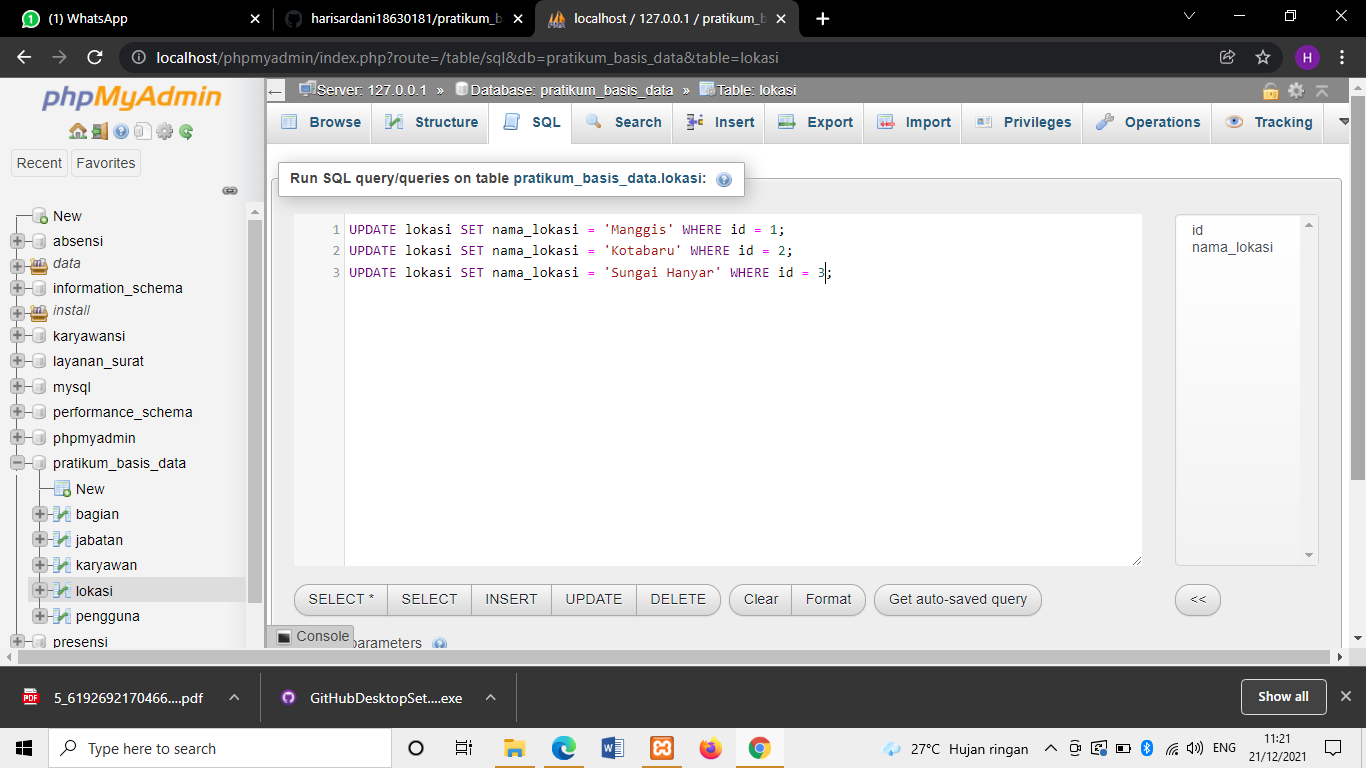 (1) WhatsApp
harisardani18630181/pratikum_b
localhost / 127.0.0.1 / pratikum_b
localhost/phpmyadmin/index.php?route=/table/sql&db=pratikum_basis_data&table=lokasi
H
phpMyAdmin
Recent Favorites
New
absensi
data
information_schema
install
karyawansi
layanan_surat
mysql
performance_schema
phpmyadmin
pratikum_basis_data
New
bagian
jabatan
karyawan
lokasi
pengguna
presensi
Server: 127.0.0.1 » Database: pratikum_basis_data » Table: lokasi
Browse Structure SQL Search Insert Export Import Privileges Operations Tracking
Run SQL query/queries on table pratikum_basis_data.lokasi:
1 UPDATE lokasi SET nama_lokasi = 'Manggis' WHERE id = 1;
2 UPDATE lokasi SET nama_lokasi = 'Kotabaru' WHERE id = 2;
3 UPDATE lokasi SET nama_lokasi = 'Sungai Hanyar' WHERE id = 3;
id
nama_lokasi
SELECT * SELECT INSERT UPDATE DELETE Clear Format Get auto-saved query <<
Console parameters
PDF 5_6192692170466....pdf GitHubDesktopSet....exe Show all
Type here to search 27°C Hujan ringan ENG 11:21
21/12/2021